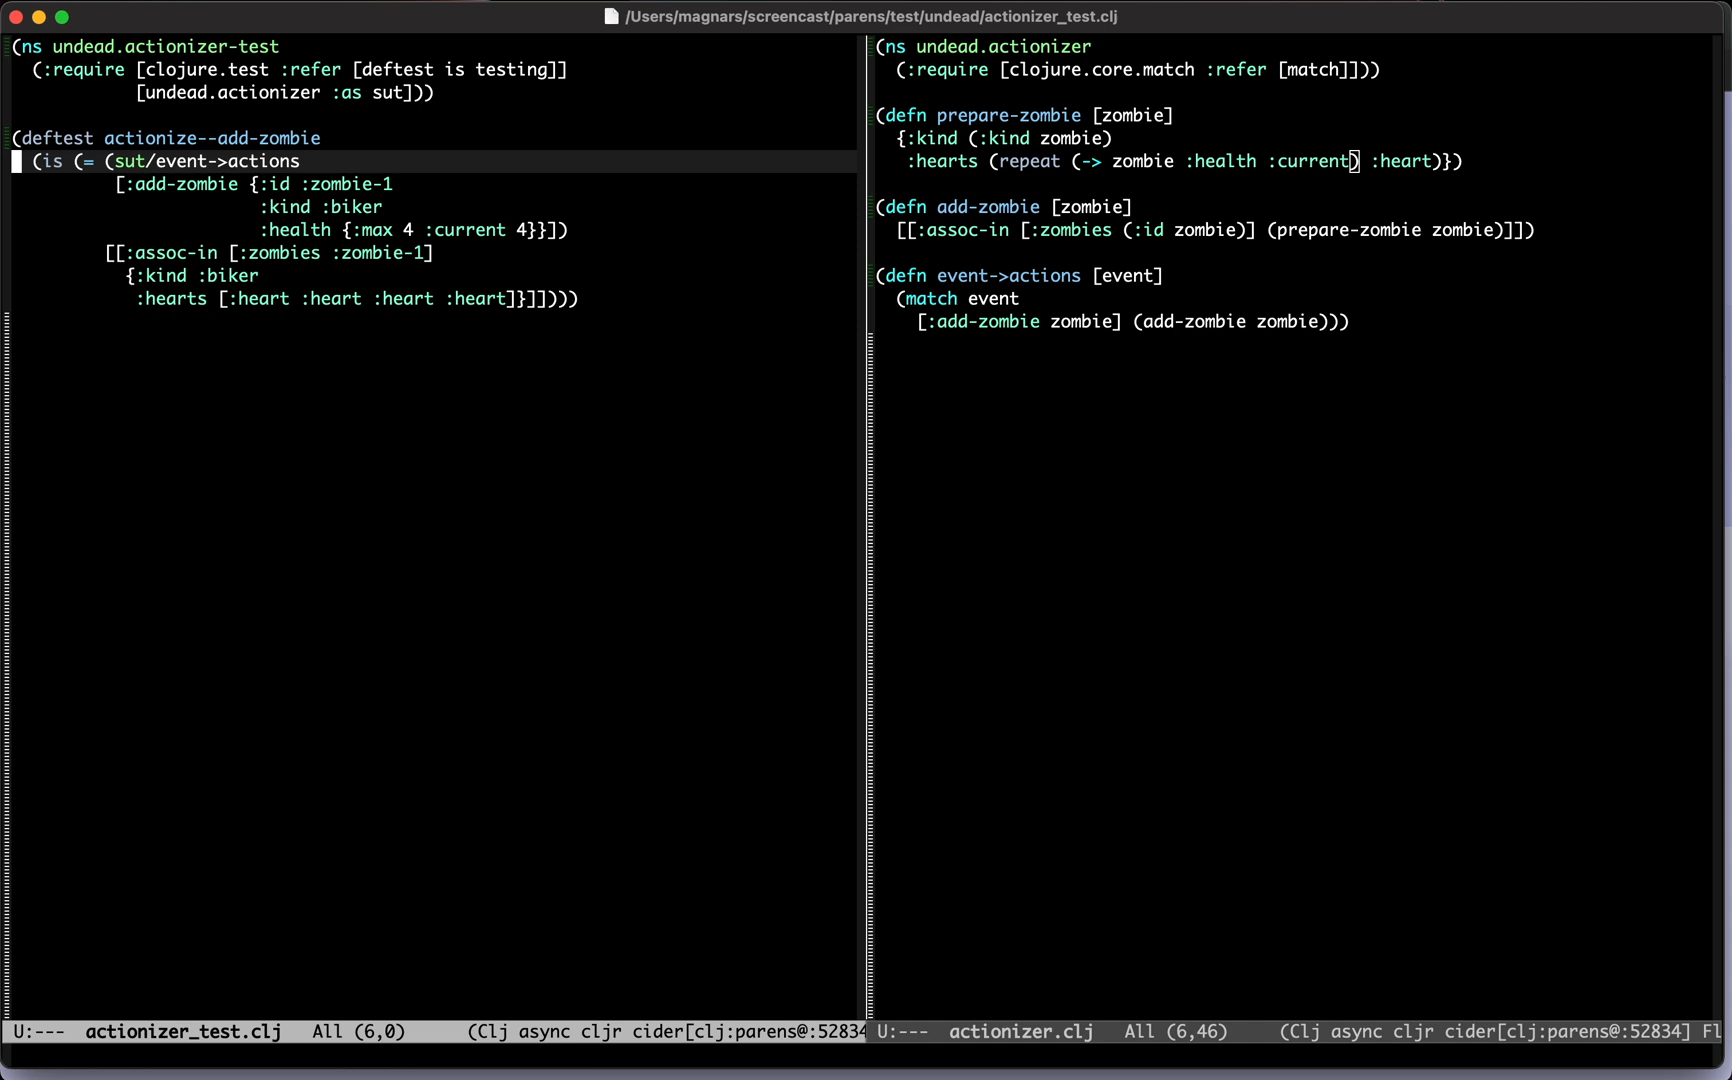 /Users/magnars/screencast/parens/test/undead/actionizer_test.clj
(ns undead.actionizer-test
  (:require [clojure.test :refer [deftest is testing]]
            [undead.actionizer :as sut]))
(deftest actionize--add-zombie
  (is (= (sut/event->actions
          [:add-zombie {:id :zombie-1
                        :kind :biker
                        :health {:max 4 :current 4}}])
         [[:assoc-in [:zombies :zombie-1]
           {:kind :biker
            :hearts [:heart :heart :heart :heart]}]])))
U:---  actionizer_test.clj   All (6,0)      (Clj async cljr cider[clj:parens@:52834
(ns undead.actionizer
  (:require [clojure.core.match :refer [match]]))
(defn prepare-zombie [zombie]
  {:kind (:kind zombie)
   :hearts (repeat (-> zombie :health :current) :heart)})
(defn add-zombie [zombie]
  [[:assoc-in [:zombies (:id zombie)] (prepare-zombie zombie)]])
(defn event->actions [event]
  (match event
    [:add-zombie zombie] (add-zombie zombie)))
U:---  actionizer.clj   All (6,46)     (Clj async cljr cider[clj:parens@:52834] Fl